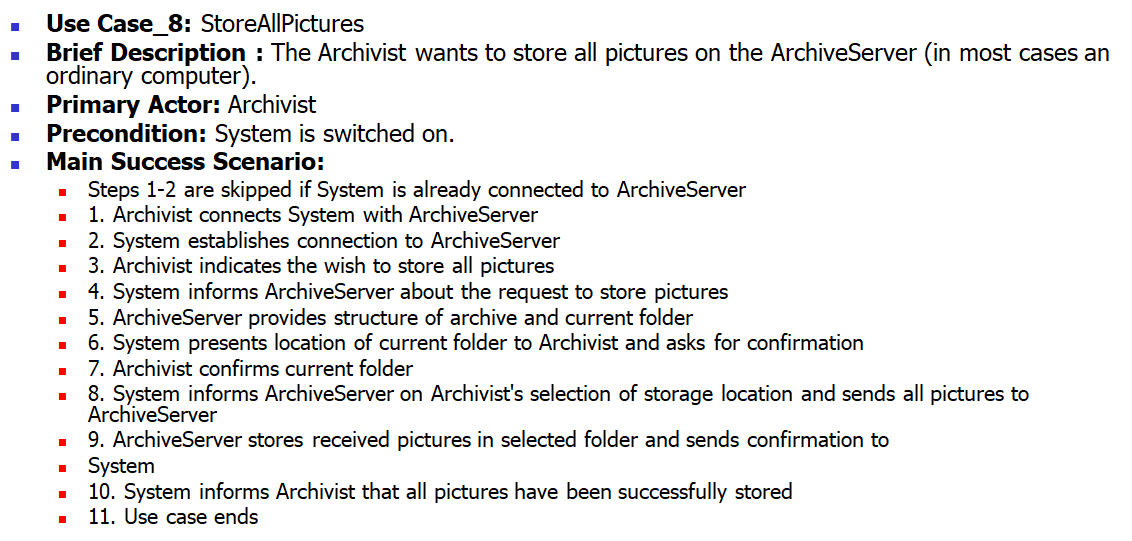 Use Case_8: StoreAllPictures
Brief Description : The Archivist wants to store all pictures on the ArchiveServer (in most cases an
ordinary computer).
Primary Actor: Archivist
Precondition: System is switched on.
Main Success Scenario:
Steps 1-2 are skipped if System is already connected to ArchiveServer
1. Archivist connects System with ArchiveServer
2. System establishes connection to ArchiveServer
3. Archivist indicates the wish to store all pictures
4. System informs ArchiveServer about the request to store pictures
5. ArchiveServer provides structure of archive and current folder
6. System presents location of current folder to Archivist and asks for confirmation
7. Archivist confirms current folder
8. System informs ArchiveServer on Archivist's selection of storage location and sends all pictures to
ArchiveServer
9. ArchiveServer stores received pictures in selected folder and sends confirmation to
System
10. System informs Archivist that all pictures have been successfully stored
11. Use case ends